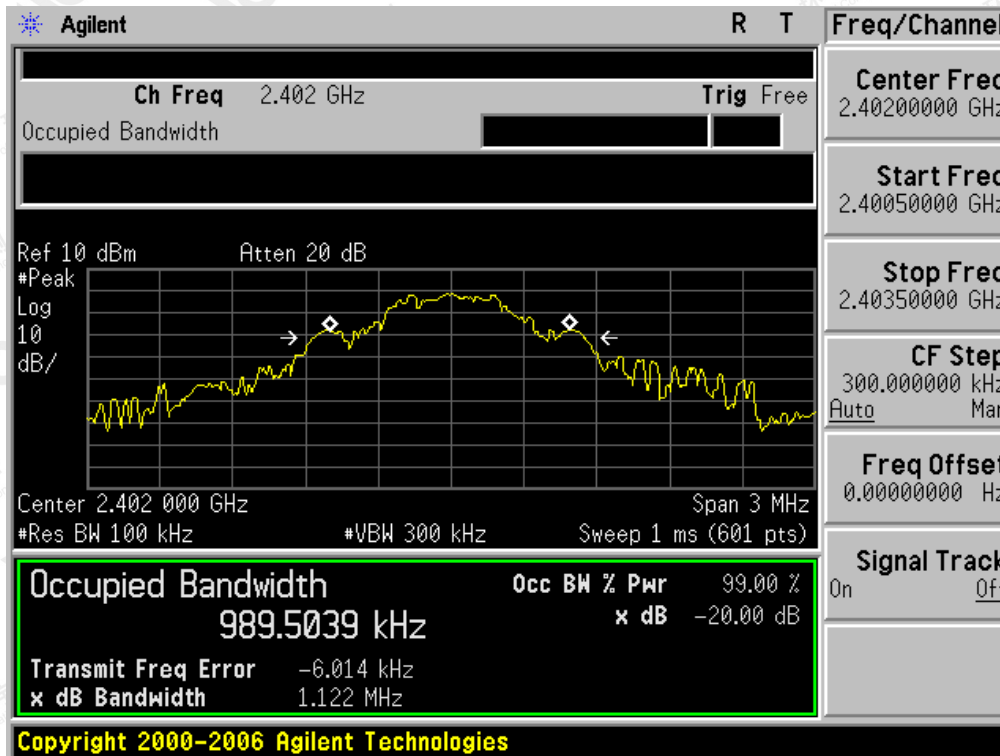 Agilent
R T
Ch Freq 2.402 GHz
Trig Free
Occupied Bandwidth
Ref 10 dBm
Atten 20 dB
#Peak
Log
10
dB/
Center 2.402 000 GHz
Span 3 MHz
#Res BW 100 kHz
#VBW 300 kHz
Sweep 1 ms (601 pts)
Occupied Bandwidth
989.5039 kHz
Occ BW % Pwr 99.00 %
x dB -20.00 dB
Transmit Freq Error -6.014 kHz
x dB Bandwidth 1.122 MHz
Copyright 2000-2006 Agilent Technologies
Freq/Channel
Center Freq
2.40200000 GHz
Start Freq
2.40050000 GHz
Stop Freq
2.40350000 GHz
CF Step
300.000000 kHz
Auto Man
Freq Offset
0.00000000 Hz
Signal Track
On Off